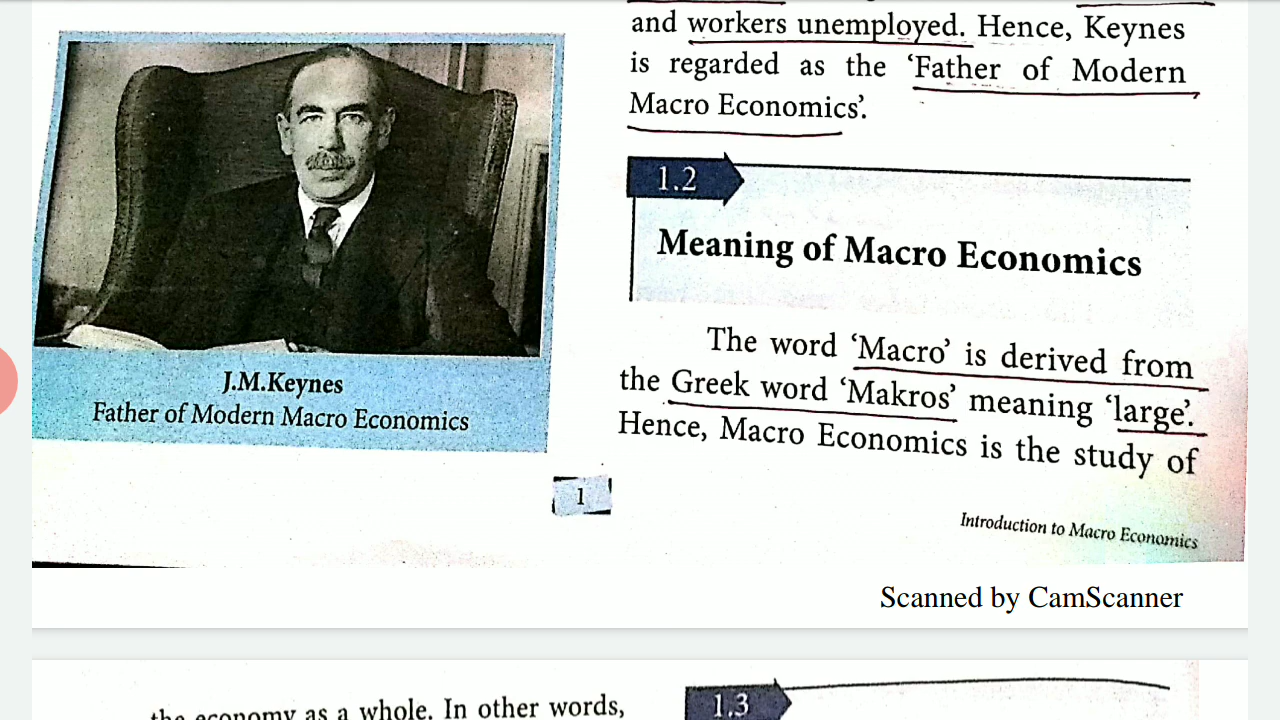 J.M.Keynes
Father of Modern Macro Economics
and workers unemployed. Hence, Keynes
is regarded as the ‘Father of Modern
Macro Economics’.
1.2
Meaning of Macro Economics
The word ‘Macro’ is derived from
the Greek word ‘Makros’ meaning ‘large’.
Hence, Macro Economics is the study of
1
Introduction to Macro Economics
Scanned by CamScanner
the economy as a whole. In other words,
1.3